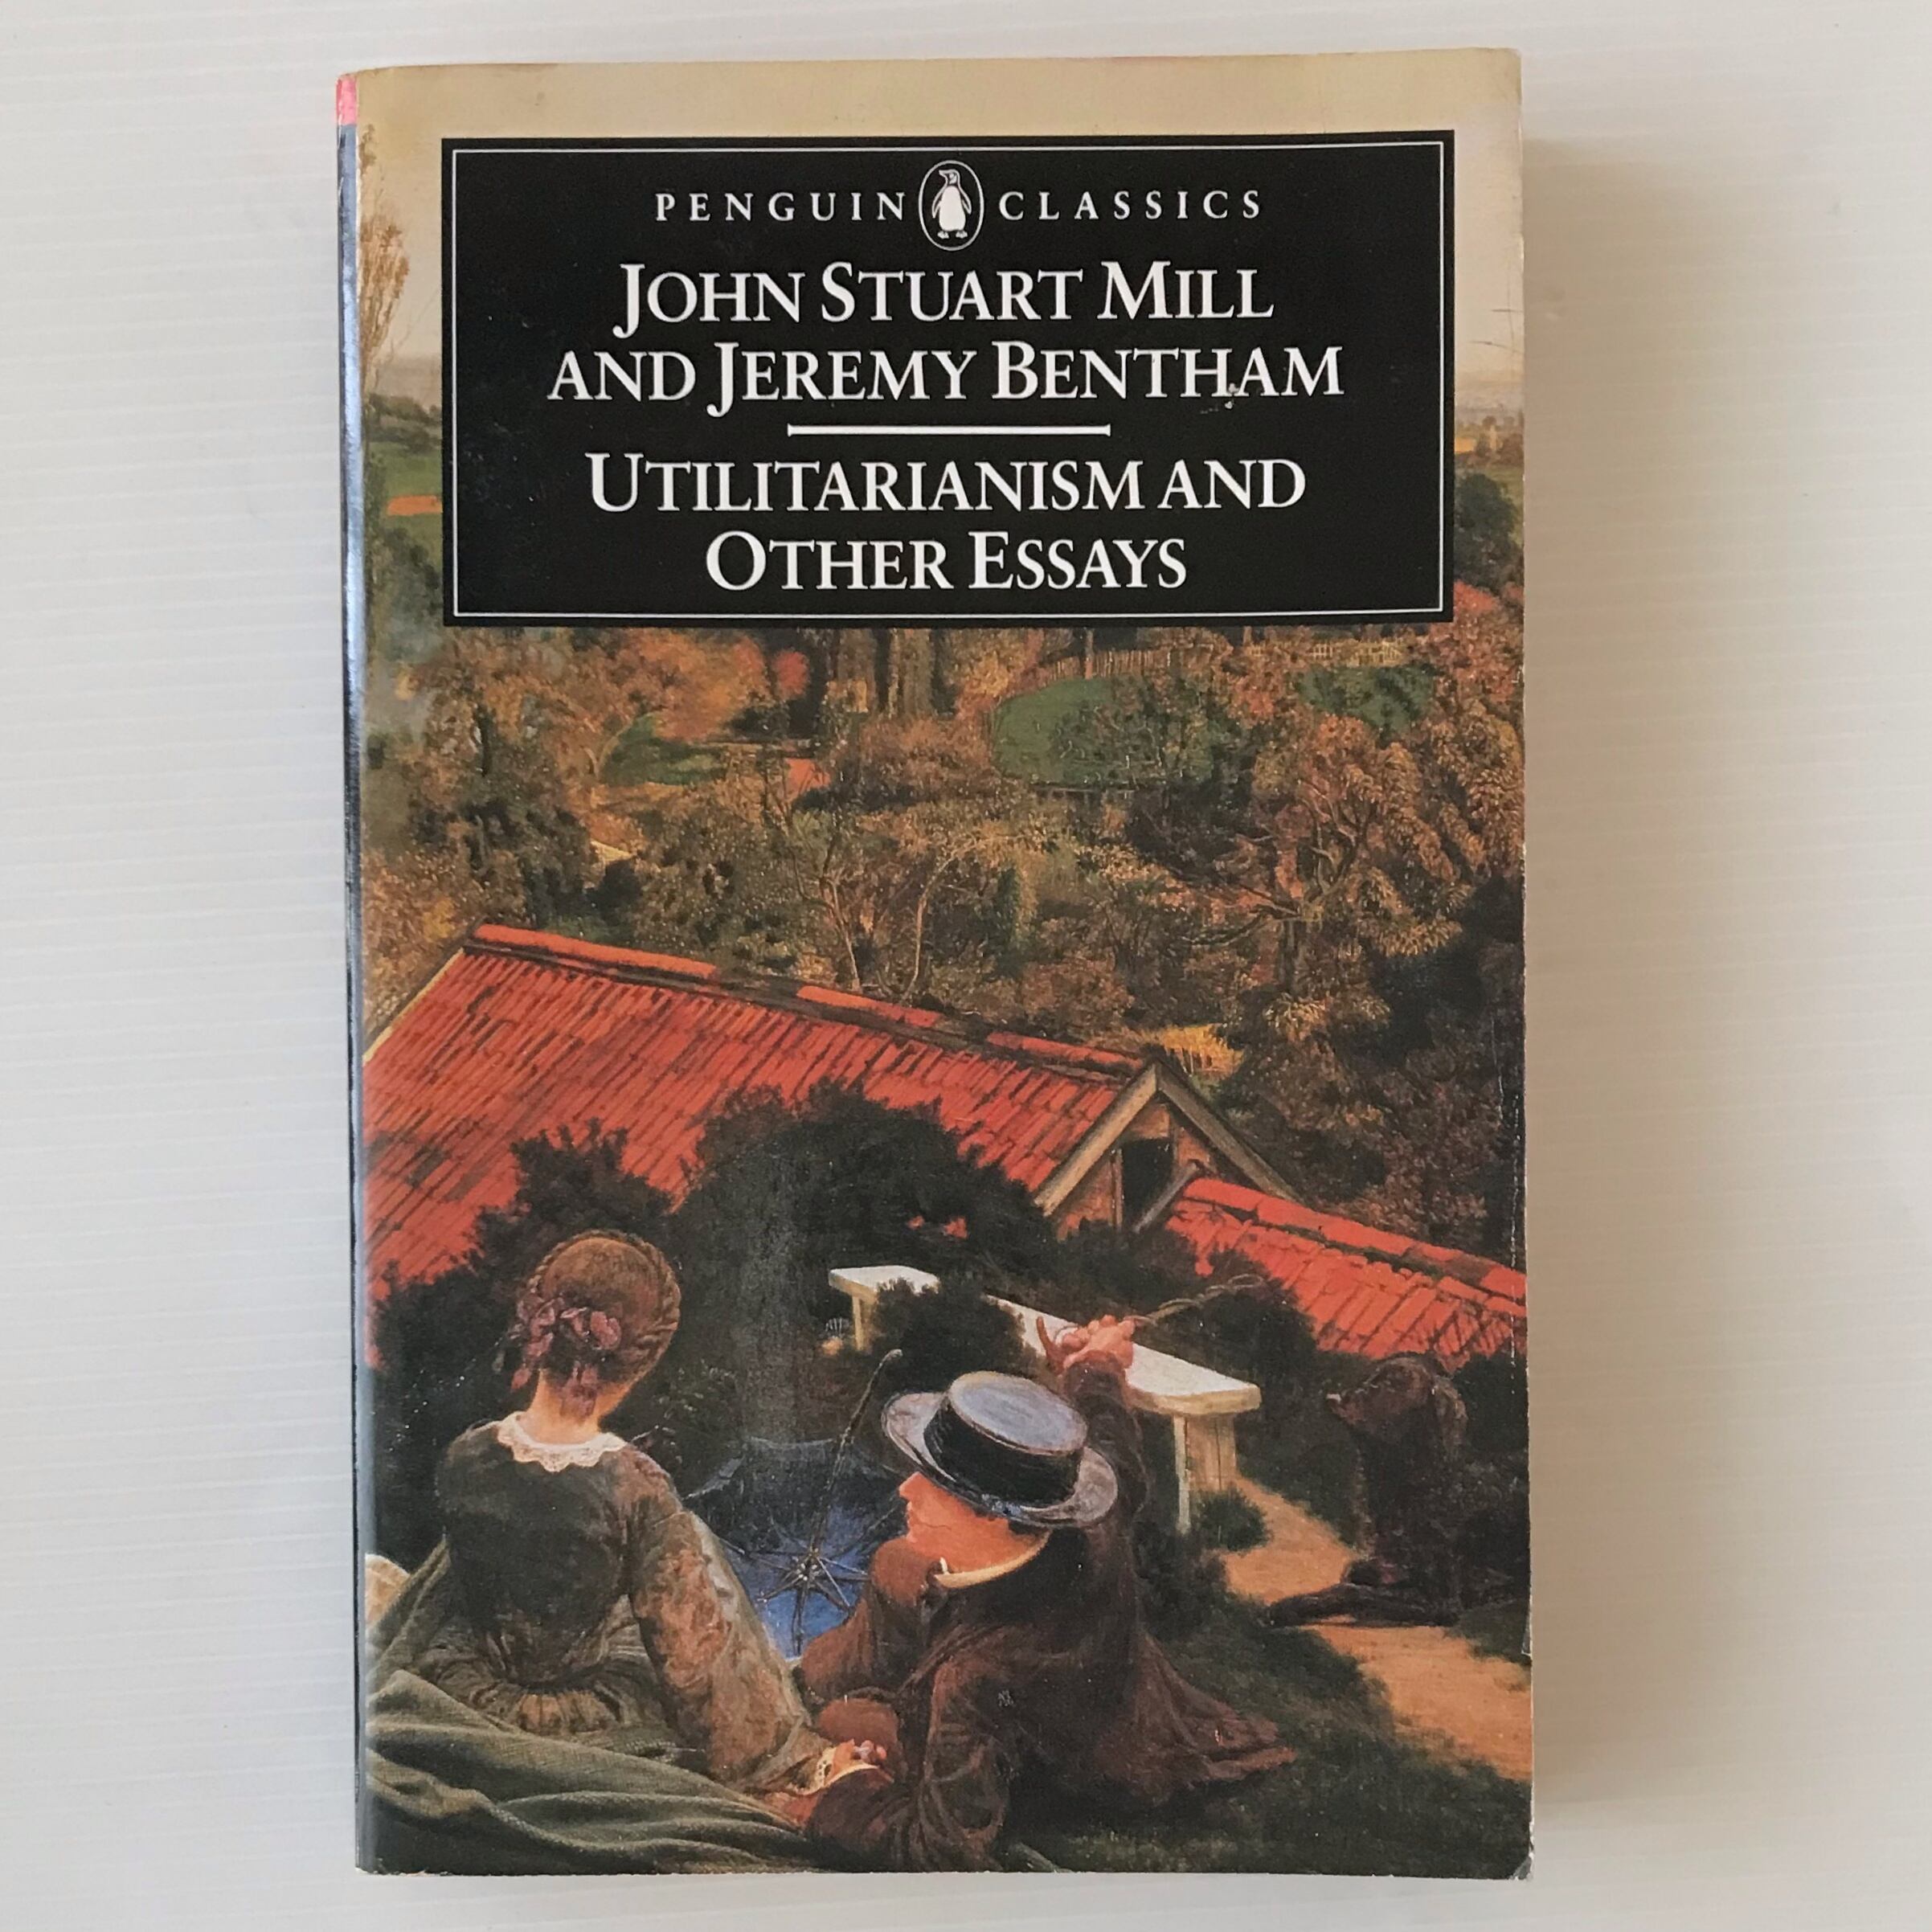 PENGUIN CLASSICS
JOHN STUART MILL
AND JEREMY BENTHAM
UTILITARIANISM AND
OTHER ESSAYS